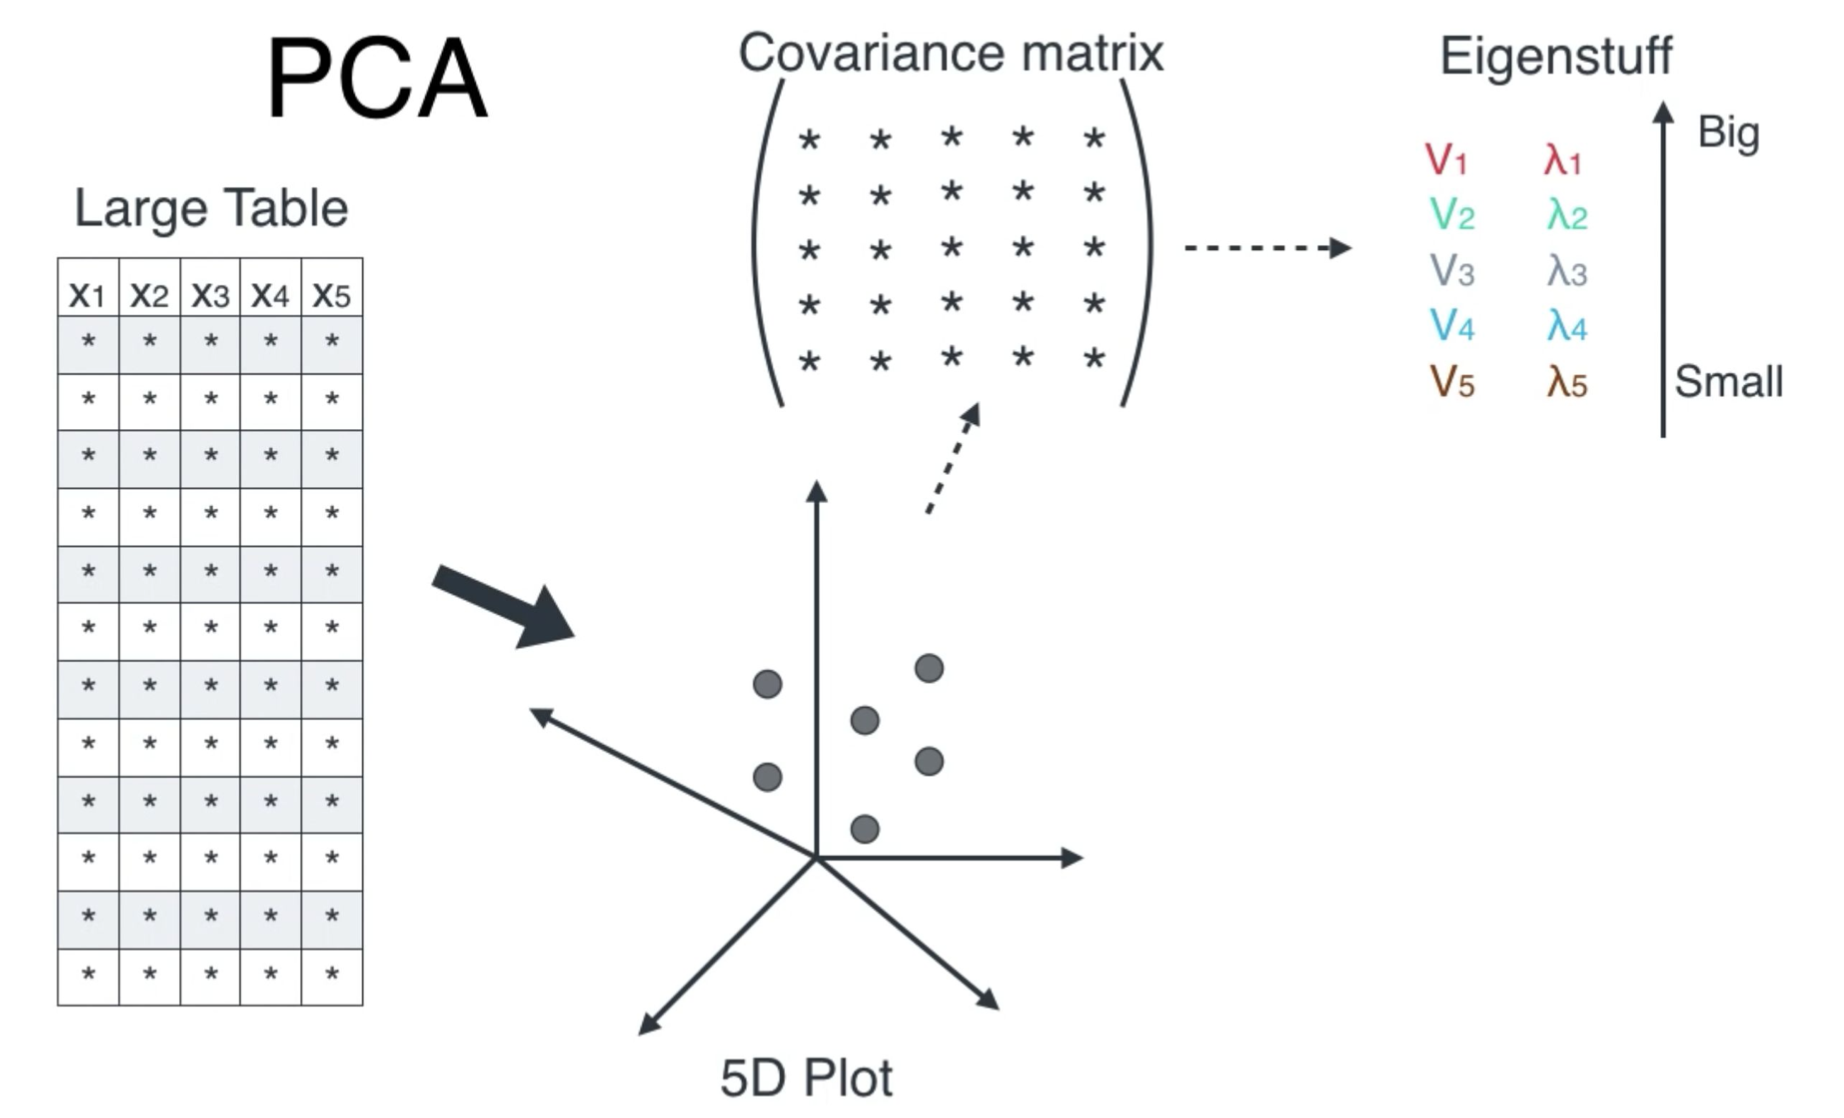 PCA
Large Table
x1 x2 x3 x4 x5
* * * * *
* * * * *
* * * * *
* * * * *
* * * * *
* * * * *
* * * * *
* * * * *
* * * * *
* * * * *
* * * * *
* * * * *
Covariance matrix
* * * * *
* * * * *
* * * * *
* * * * *
* * * * *
Eigenstuff
Big
V1 λ1
V2 λ2
V3 λ3
V4 λ4
V5 λ5
Small
5D Plot